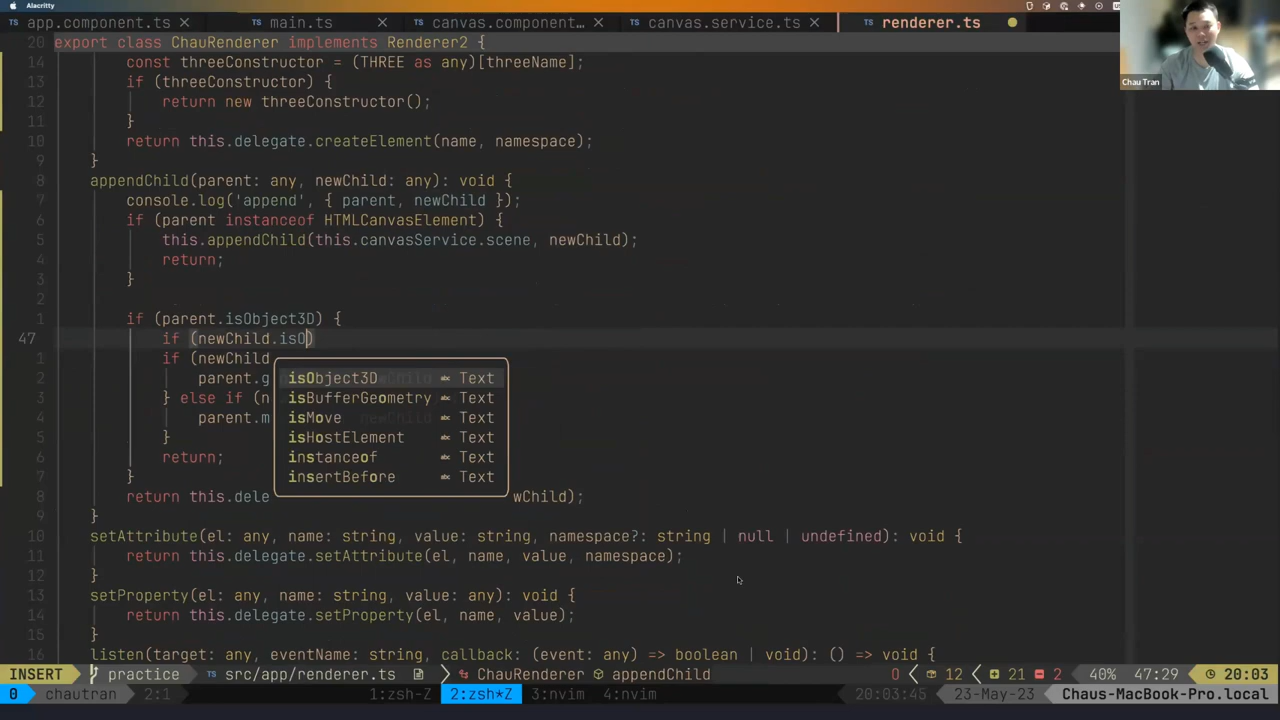 Alacritty
app.component.ts
main.ts
canvas.component…
canvas.service.ts
renderer.ts
Chau Tran
20 export class ChauRenderer implements Renderer2 {
14 const threeConstructor = (THREE as any)[threeName];
13 if (threeConstructor) {
12 return new threeConstructor();
11 }
10 return this.delegate.createElement(name, namespace);
9 }
8 appendChild(parent: any, newChild: any): void {
7 console.log('append', { parent, newChild });
6 if (parent instanceof HTMLCanvasElement) {
5 this.appendChild(this.canvasService.scene, newChild);
4 return;
3 }
2
1 if (parent.isObject3D) {
47 if (newChild.isO)
1 if (newChild
2 parent.g
3 } else if (n
4 parent.m
5 }
6 return;
7 }
8 return this.dele wChild);
9 }
isObject3D abc Text
isBufferGeometry abc Text
isMove abc Text
isHostElement abc Text
instanceof abc Text
insertBefore abc Text
10 setAttribute(el: any, name: string, value: string, namespace?: string | null | undefined): void {
11 return this.delegate.setAttribute(el, name, value, namespace);
12 }
13 setProperty(el: any, name: string, value: any): void {
14 return this.delegate.setProperty(el, name, value);
15 }
16 listen(target: any, eventName: string, callback: (event: any) => boolean | void): () => void {
INSERT practice src/app/renderer.ts ChauRenderer appendChild 0 12 21 2 40% 47:29 20:03
0 chautran 2:1 1:zsh-Z 2:zsh*Z 3:nvim 4:nvim 20:03:45 23-May-23 Chaus-MacBook-Pro.local